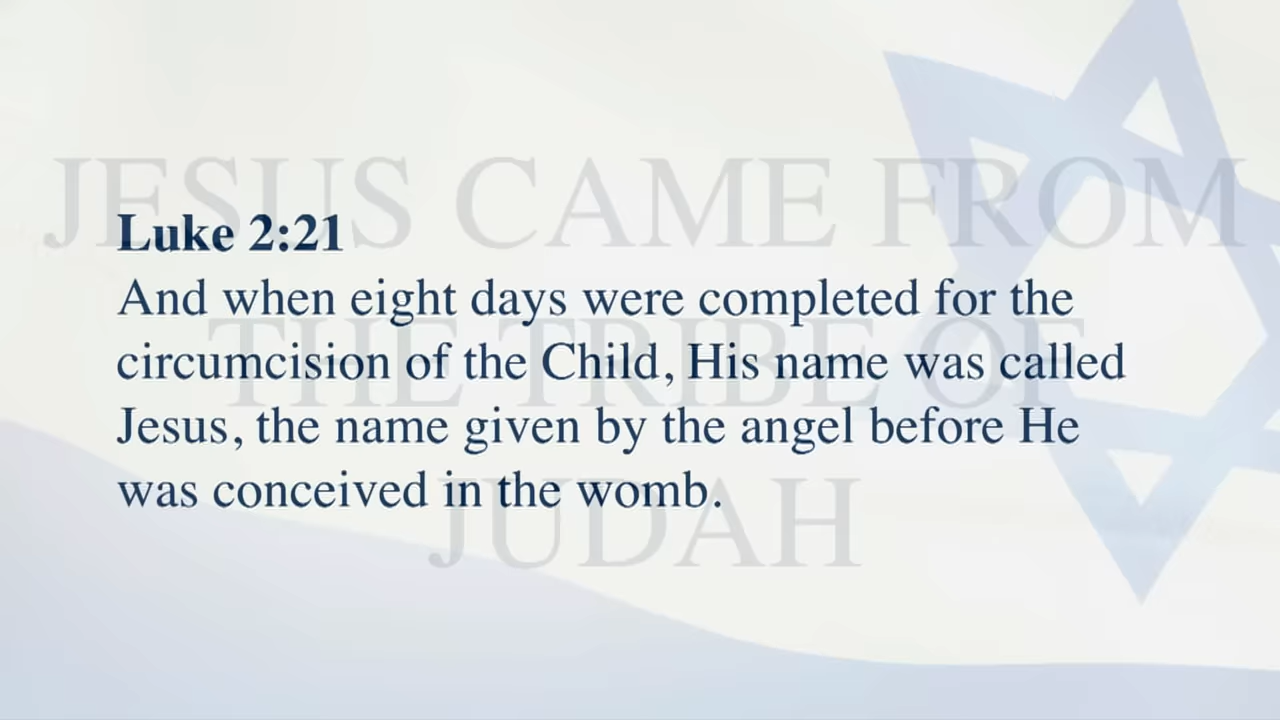 JESUS CAME FROM
THE TRIBE OF
JUDAH
Luke 2:21
And when eight days were completed for the
circumcision of the Child, His name was called
Jesus, the name given by the angel before He
was conceived in the womb.